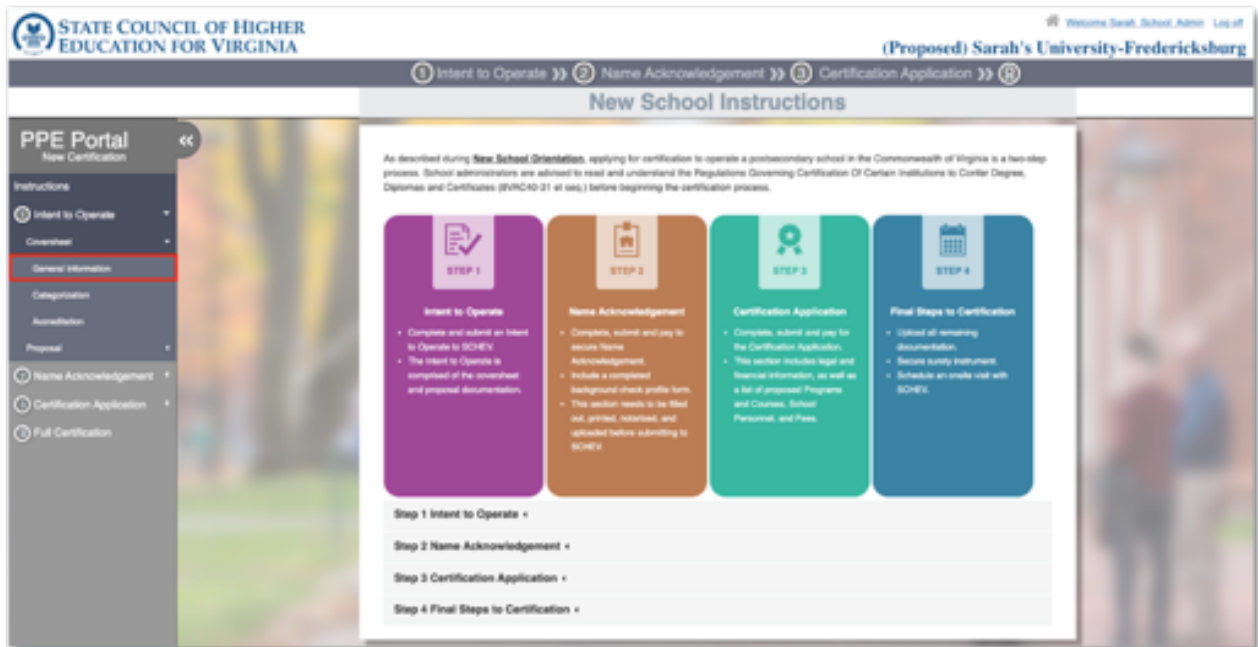 STATE COUNCIL OF HIGHER
EDUCATION FOR VIRGINIA
Welcome Sarah_School_Admin Log off
(Proposed) Sarah's University-Fredericksburg
1 Intent to Operate >> 2 Name Acknowledgement >> 3 Certification Application >> R
New School Instructions
PPE Portal
New Certification
«
Instructions
Intent to Operate
Coversheet
General Information
Categorization
Accreditation
Proposal
Name Acknowledgement
Certification Application
Full Certification
As described during New School Orientation, applying for certification to operate a postsecondary school in the Commonwealth of Virginia is a two-step
process. School administrators are advised to read and understand the Regulations Governing Certification Of Certain Institutions to Confer Degree,
Diplomas and Certificates (8VAC40-31 et seq.) before beginning the certification process.
STEP 1
Intent to Operate
• Complete and submit an Intent
to Operate to SCHEV.
• The Intent to Operate is
comprised of the coversheet
and proposal documentation.
STEP 2
Name Acknowledgement
• Complete, submit and pay to
secure Name
Acknowledgement.
• Include a completed
background check profile form.
• This section needs to be filled
out, printed, notarized, and
uploaded before submitting to
SCHEV.
STEP 3
Certification Application
• Complete, submit and pay for
the Certification Application.
• This section includes legal and
financial information, as well as
a list of proposed Programs
and Courses, School
Personnel, and Fees.
STEP 4
Final Steps to Certification
• Upload all remaining
documentation.
• Secure surety instrument.
• Schedule an onsite visit with
SCHEV.
Step 1 Intent to Operate
Step 2 Name Acknowledgement
Step 3 Certification Application
Step 4 Final Steps to Certification